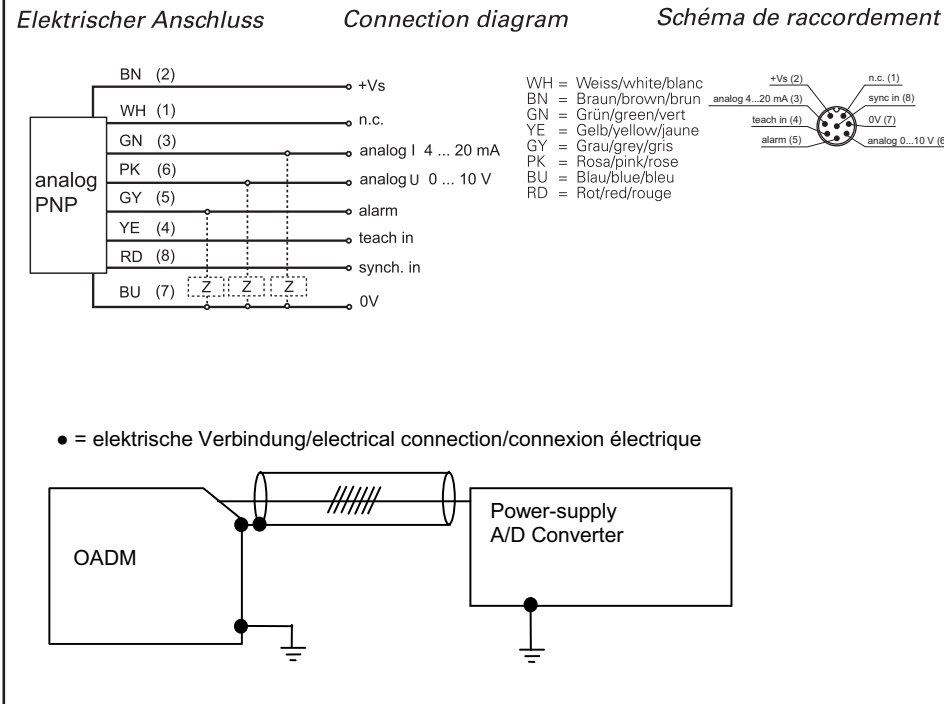 Elektrischer Anschluss Connection diagram Schéma de raccordement
BN (2) +Vs
WH (1) n.c.
GN (3) analog I 4 ... 20 mA
PK (6) analog U 0 ... 10 V
GY (5) alarm
YE (4) teach in
RD (8) synch. in
BU (7) Z Z Z 0V
analog
PNP
WH = Weiss/white/blanc
BN = Braun/brown/brun
GN = Grün/green/vert
YE = Gelb/yellow/jaune
GY = Grau/grey/gris
PK = Rosa/pink/rose
BU = Blau/blue/bleu
RD = Rot/red/rouge
+Vs (2) n.c. (1)
analog 4...20 mA (3) sync in (8)
teach in (4) 0V (7)
alarm (5) analog 0...10 V (6
● = elektrische Verbindung/electrical connection/connexion électrique
OADM
Power-supply
A/D Converter